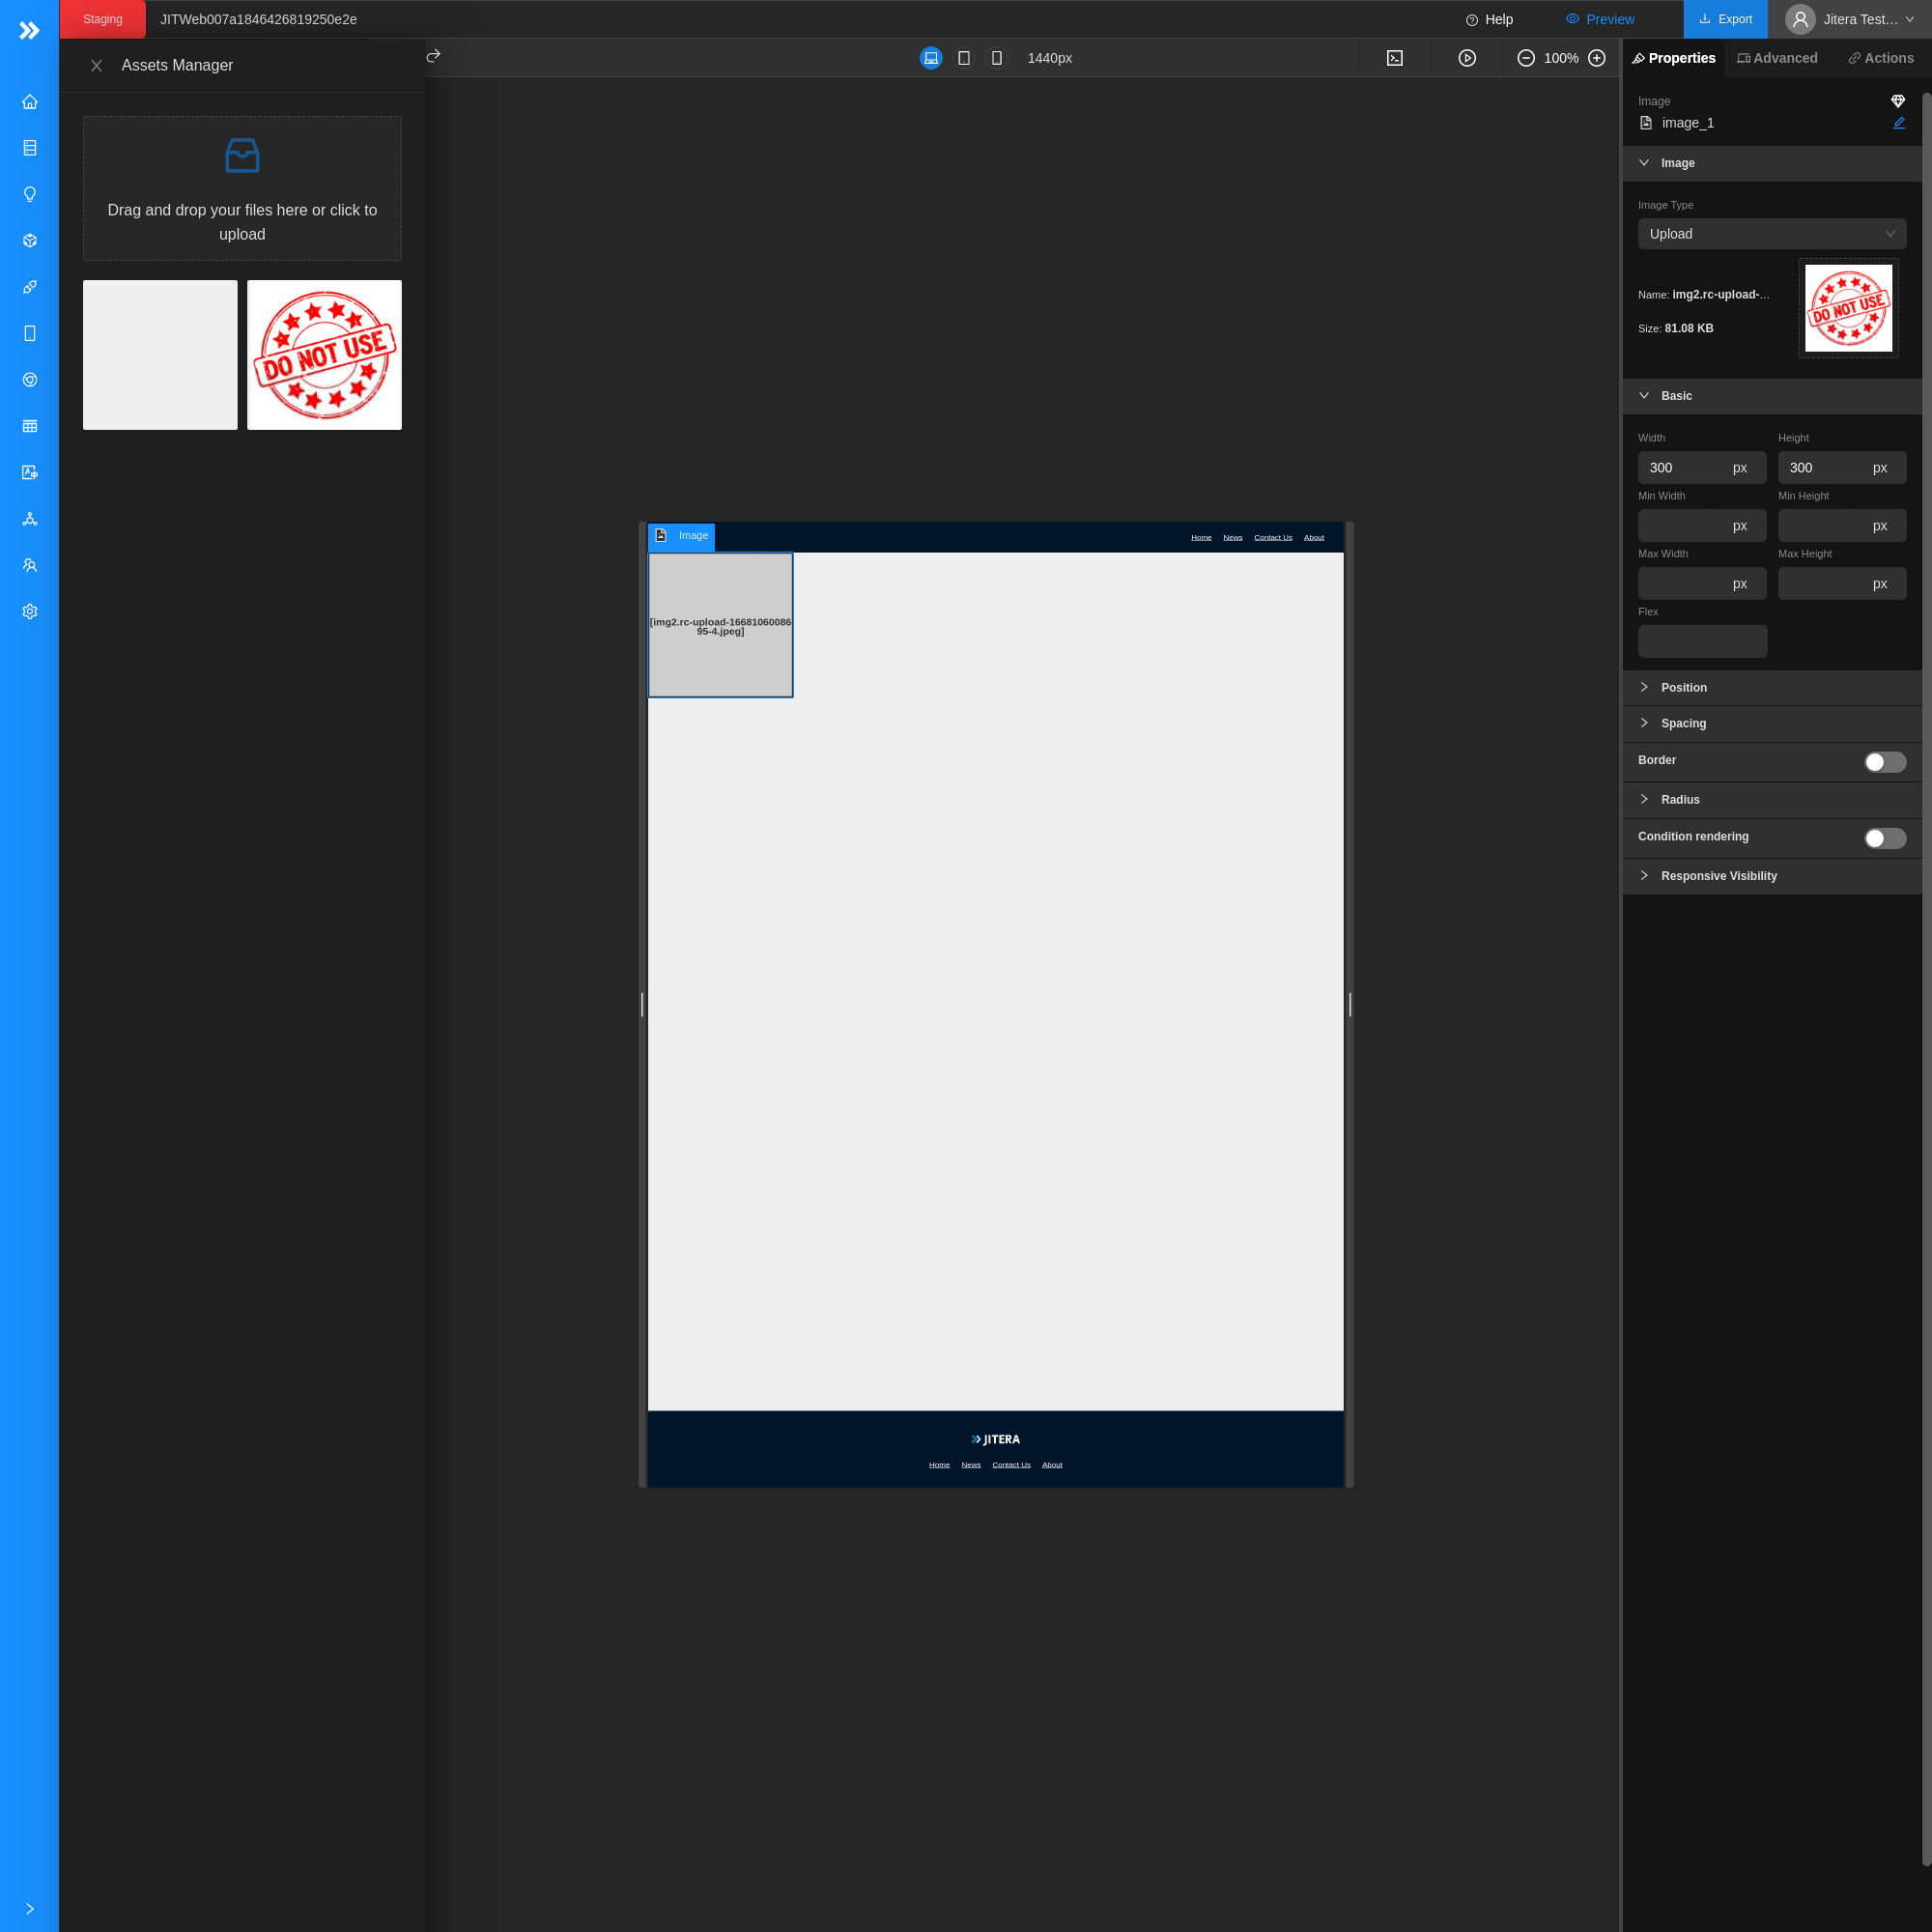 Staging
JITWeb007a1846426819250e2e
Help
Preview
Export
Jitera Test...
Assets Manager
1440px
100%
Properties
Advanced
Actions
Drag and drop your files here or click to
upload
DO NOT USE
Image
image_1
Image
Image Type
Upload
Name: img2.rc-upload-...
Size: 81.08 KB
DO NOT USE
Basic
Width
Height
300 px
300 px
Min Width
Min Height
px
px
Max Width
Max Height
px
px
Flex
Position
Spacing
Border
Radius
Condition rendering
Responsive Visibility
Image
Home News Contact Us About
[img2.rc-upload-16681060086
95-4.jpeg]
JITERA
Home News Contact Us About